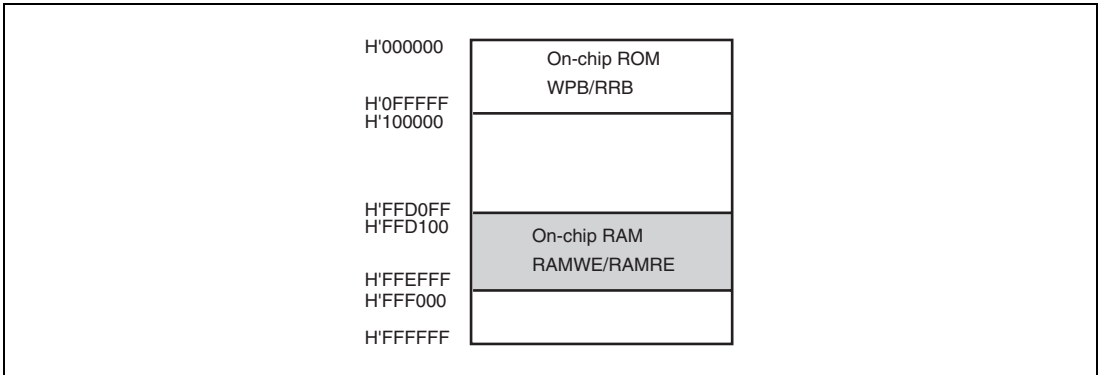 H'000000
On-chip ROM
WPB/RRB
H'0FFFFF
H'100000
H'FFD0FF
H'FFD100
On-chip RAM
RAMWE/RAMRE
H'FFEFFF
H'FFF000
H'FFFFFF